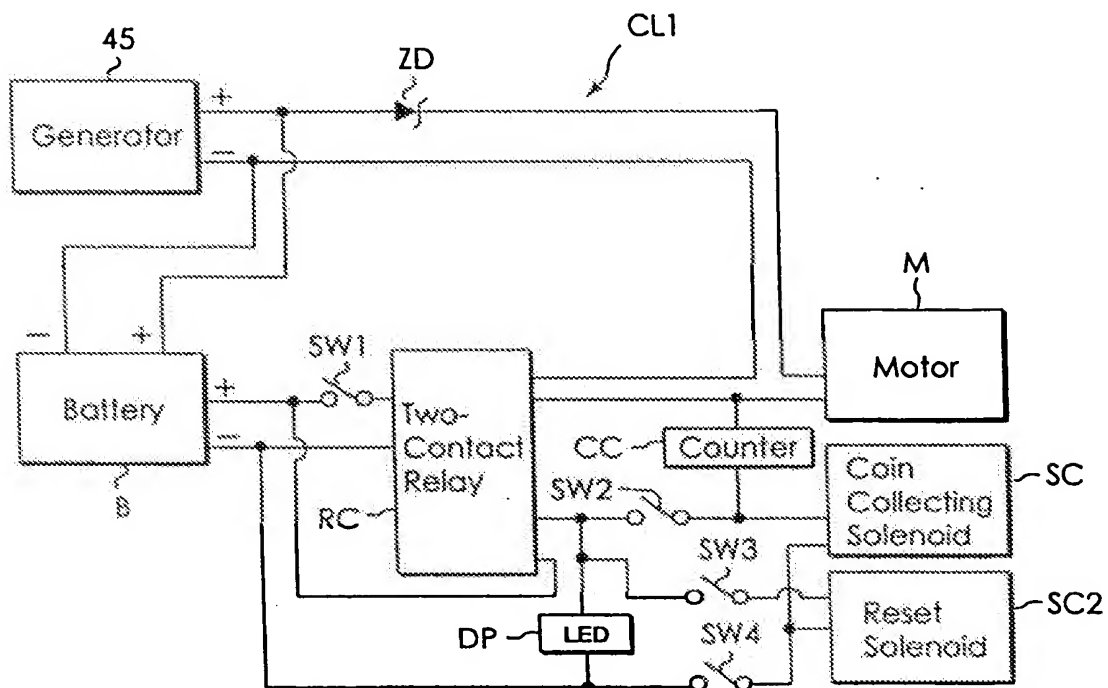 45
ZD
CL1
Generator
+
−
M
Motor
−
+
SW1
Battery
+
−
Two-
Contact
Relay
B
RC
CC
Counter
SW2
Coin
Collecting
Solenoid
SC
SW3
DP
LED
SW4
Reset
Solenoid
SC2